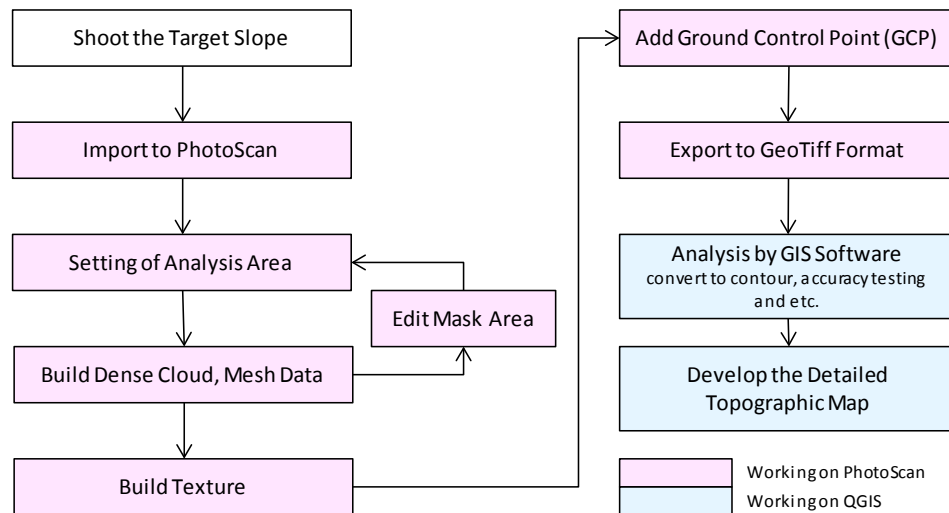 Shoot the Target Slope
Import to PhotoScan
Setting of Analysis Area
Edit Mask Area
Build Dense Cloud, Mesh Data
Build Texture
Add Ground Control Point (GCP)
Export to GeoTiff Format
Analysis by GIS Software
convert to contour, accuracy testing
and etc.
Develop the Detailed
Topographic Map
Working on PhotoScan
Working on QGIS